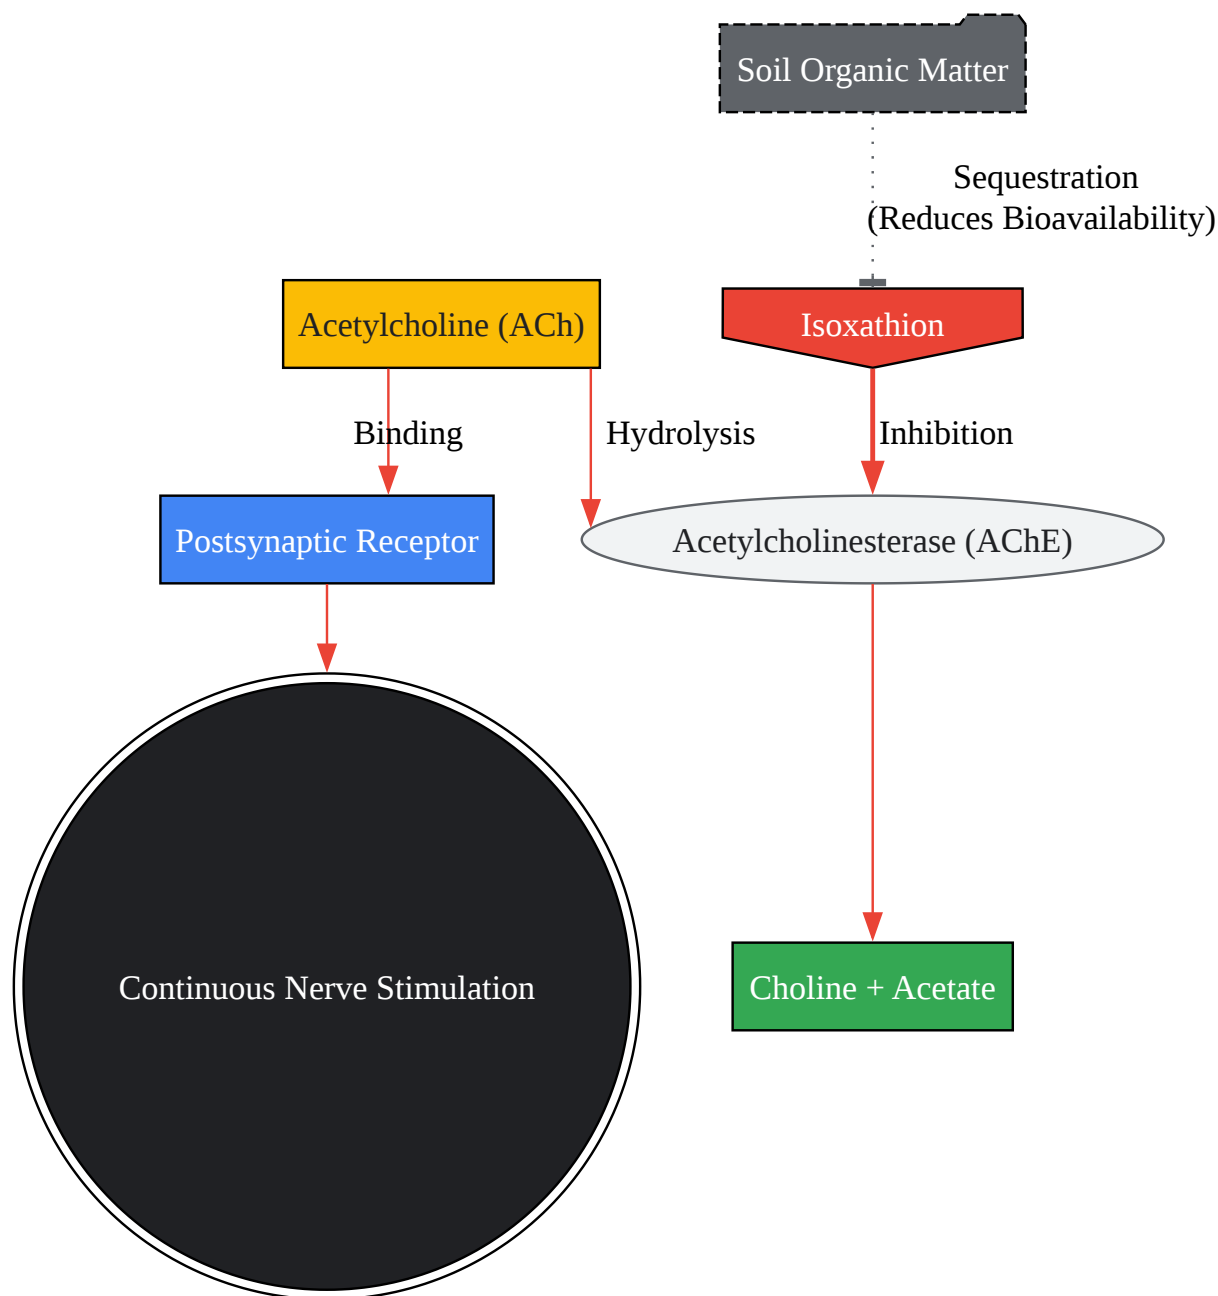 Soil Organic Matter
Sequestration
(Reduces Bioavailability)
Acetylcholine (ACh)
Isoxathion
Binding
Hydrolysis
Inhibition
Postsynaptic Receptor
Acetylcholinesterase (AChE)
Continuous Nerve Stimulation
Choline + Acetate